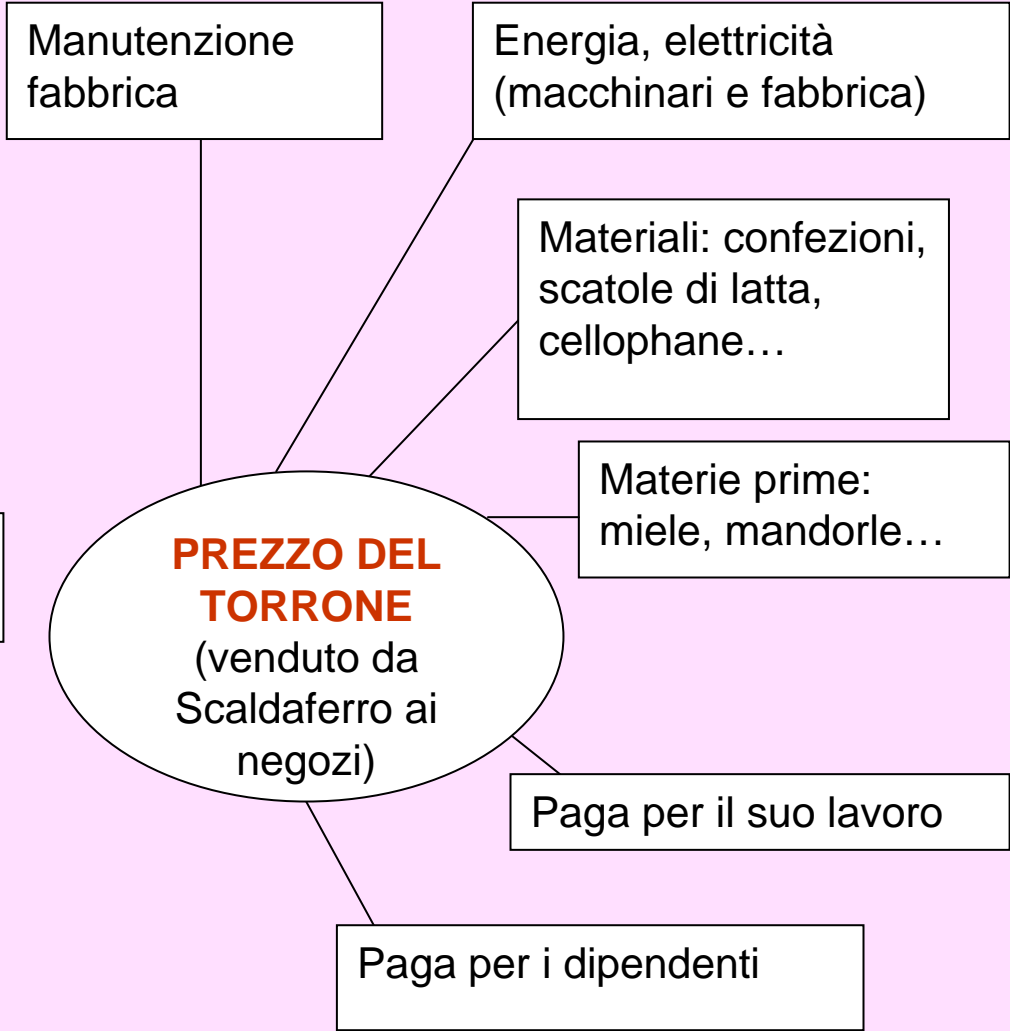 Manutenzione
fabbrica
Energia, elettricità
(macchinari e fabbrica)
Materiali: confezioni,
scatole di latta,
cellophane…
Materie prime:
miele, mandorle…
PREZZO DEL
TORRONE
(venduto da
Scaldaferro ai
negozi)
Paga per il suo lavoro
Paga per i dipendenti